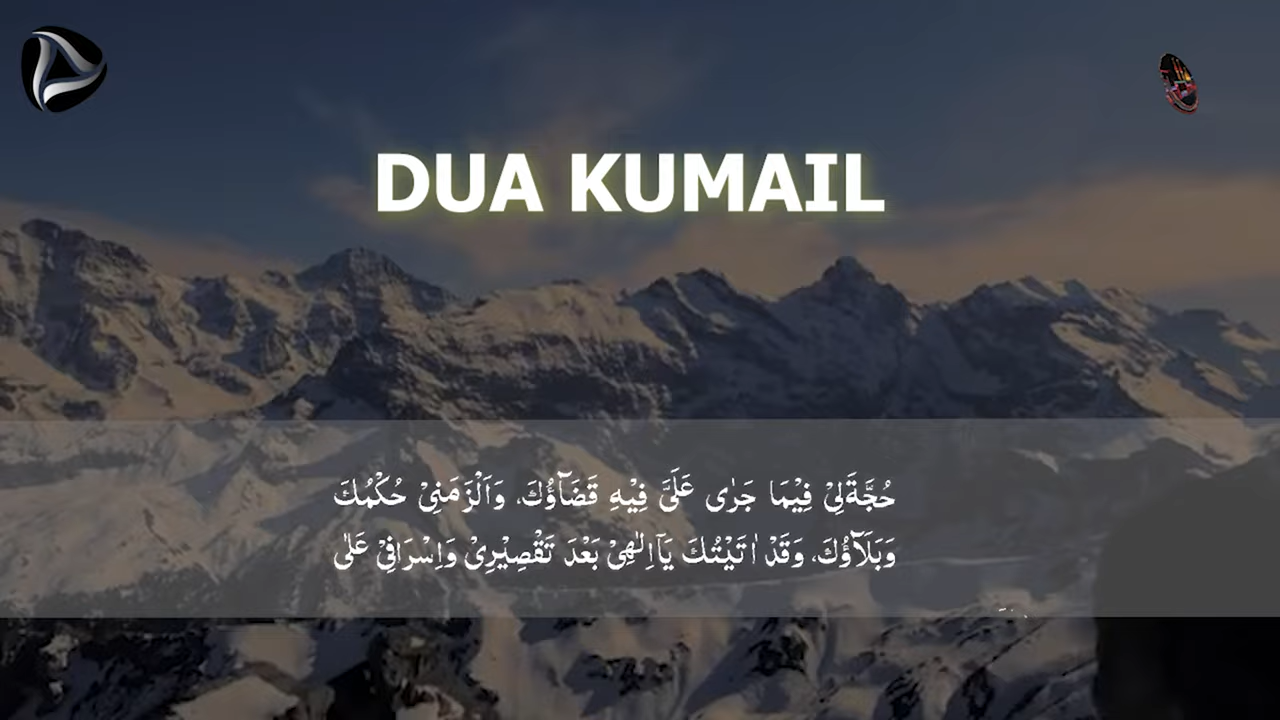 DUA KUMAIL
حُجَّةَلِيْ فِيْمَا جَرٰى عَلَيَّ فِيْهِ قَضَآؤُكَ، وَاَلْزَمَنِيْ حُكْمُكَ
وَبَلَآؤُكَ، وَقَدْ اَتَيْتُكَ يَآاِلٰهِيْ بَعْدَ تَقْصِيْرِيْ وَاِسْرَافِيْ عَلٰى